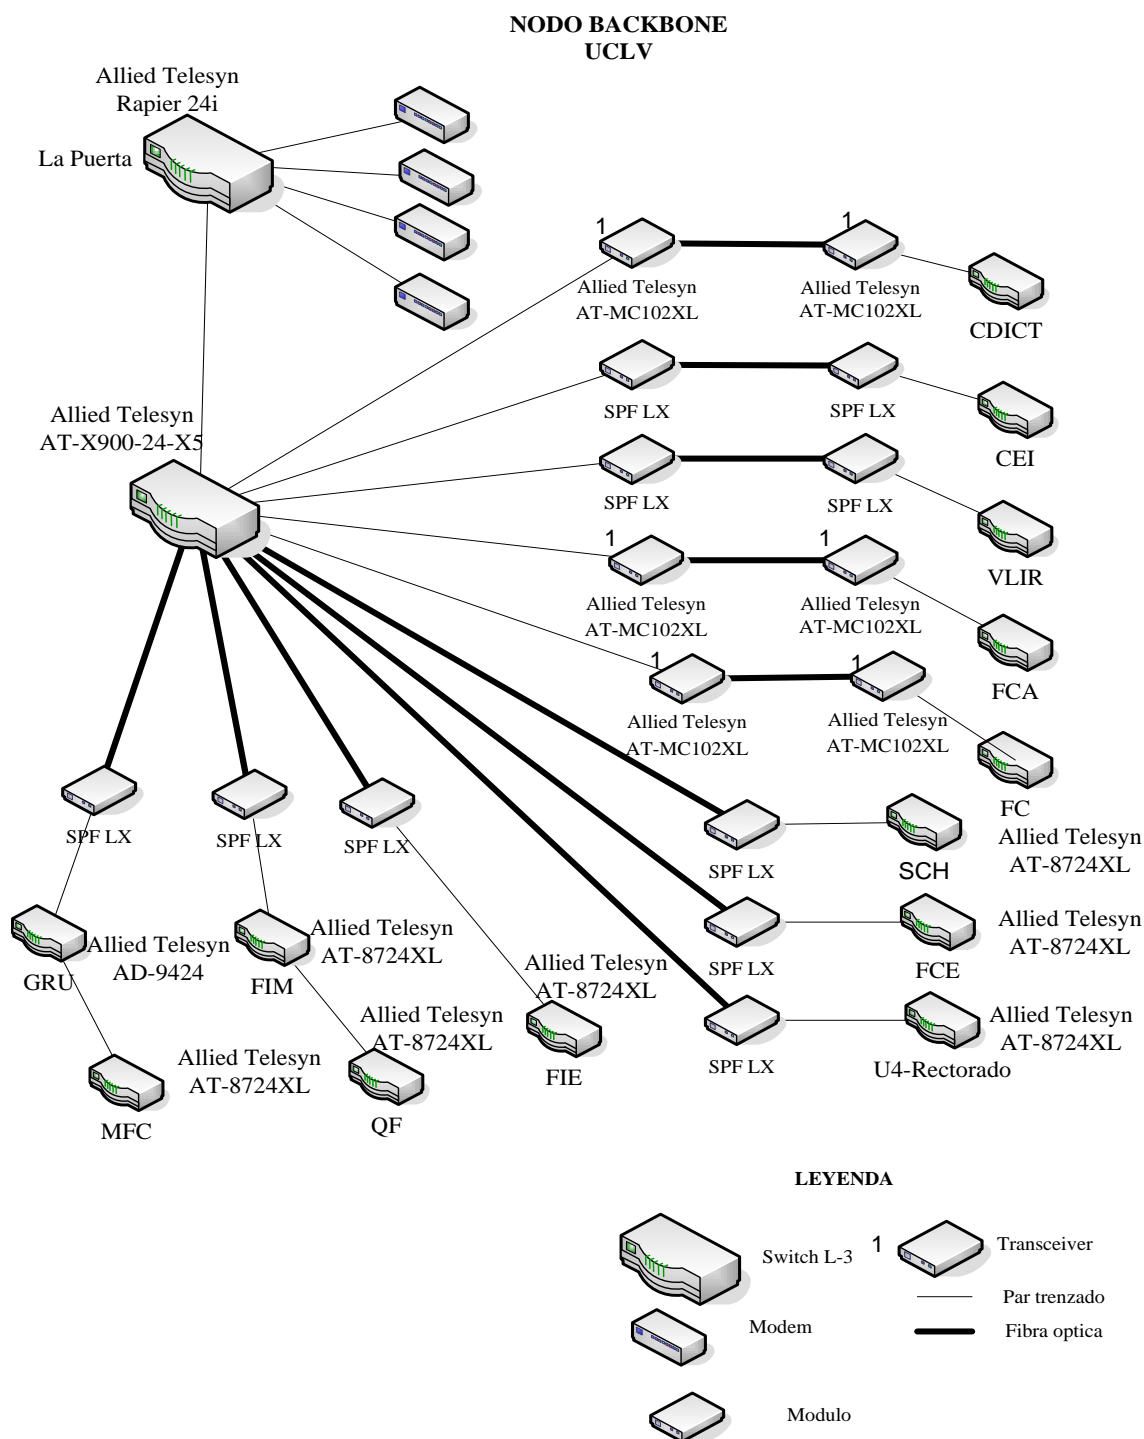 NODO BACKBONE
UCLV
Allied Telesyn
Rapier 24i
La Puerta
1
1
Allied Telesyn
AT-MC102XL
Allied Telesyn
AT-MC102XL
CDICT
SPF LX
SPF LX
CEI
Allied Telesyn
AT-X900-24-X5
SPF LX
SPF LX
VLIR
1
1
Allied Telesyn
AT-MC102XL
Allied Telesyn
AT-MC102XL
FCA
1
1
Allied Telesyn
AT-MC102XL
Allied Telesyn
AT-MC102XL
FC
SPF LX
SPF LX
SPF LX
SPF LX
SCH
Allied Telesyn
AT-8724XL
GRU
Allied Telesyn
AD-9424
FIM
Allied Telesyn
AT-8724XL
SPF LX
FCE
Allied Telesyn
AT-8724XL
Allied Telesyn
AT-8724XL
FIE
MFC
Allied Telesyn
AT-8724XL
Allied Telesyn
AT-8724XL
QF
SPF LX
U4-Rectorado
Allied Telesyn
AT-8724XL
LEYENDA
Switch L-3
1
Transceiver
Par trenzado
Modem
Fibra optica
Modulo